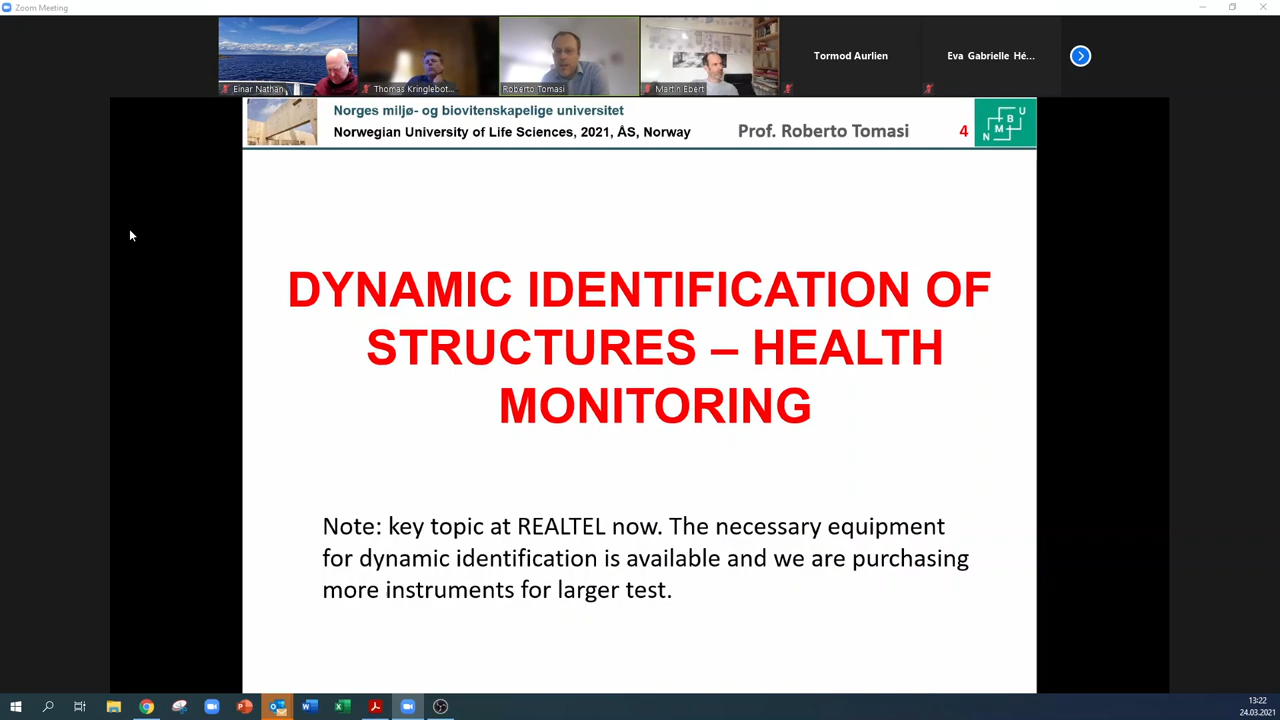 Zoom Meeting
Einar Nathan
Thomas Kringlebot...
Roberto Tomasi
Martin Ebert
Tormod Aurlien
Eva Gabrielle Hé...
Norges miljø- og biovitenskapelige universitet
Norwegian University of Life Sciences, 2021, ÅS, Norway
Prof. Roberto Tomasi
4
N M B U
DYNAMIC IDENTIFICATION OF
STRUCTURES – HEALTH
MONITORING
Note: key topic at REALTEL now. The necessary equipment
for dynamic identification is available and we are purchasing
more instruments for larger test.
13:22
24.03.2021